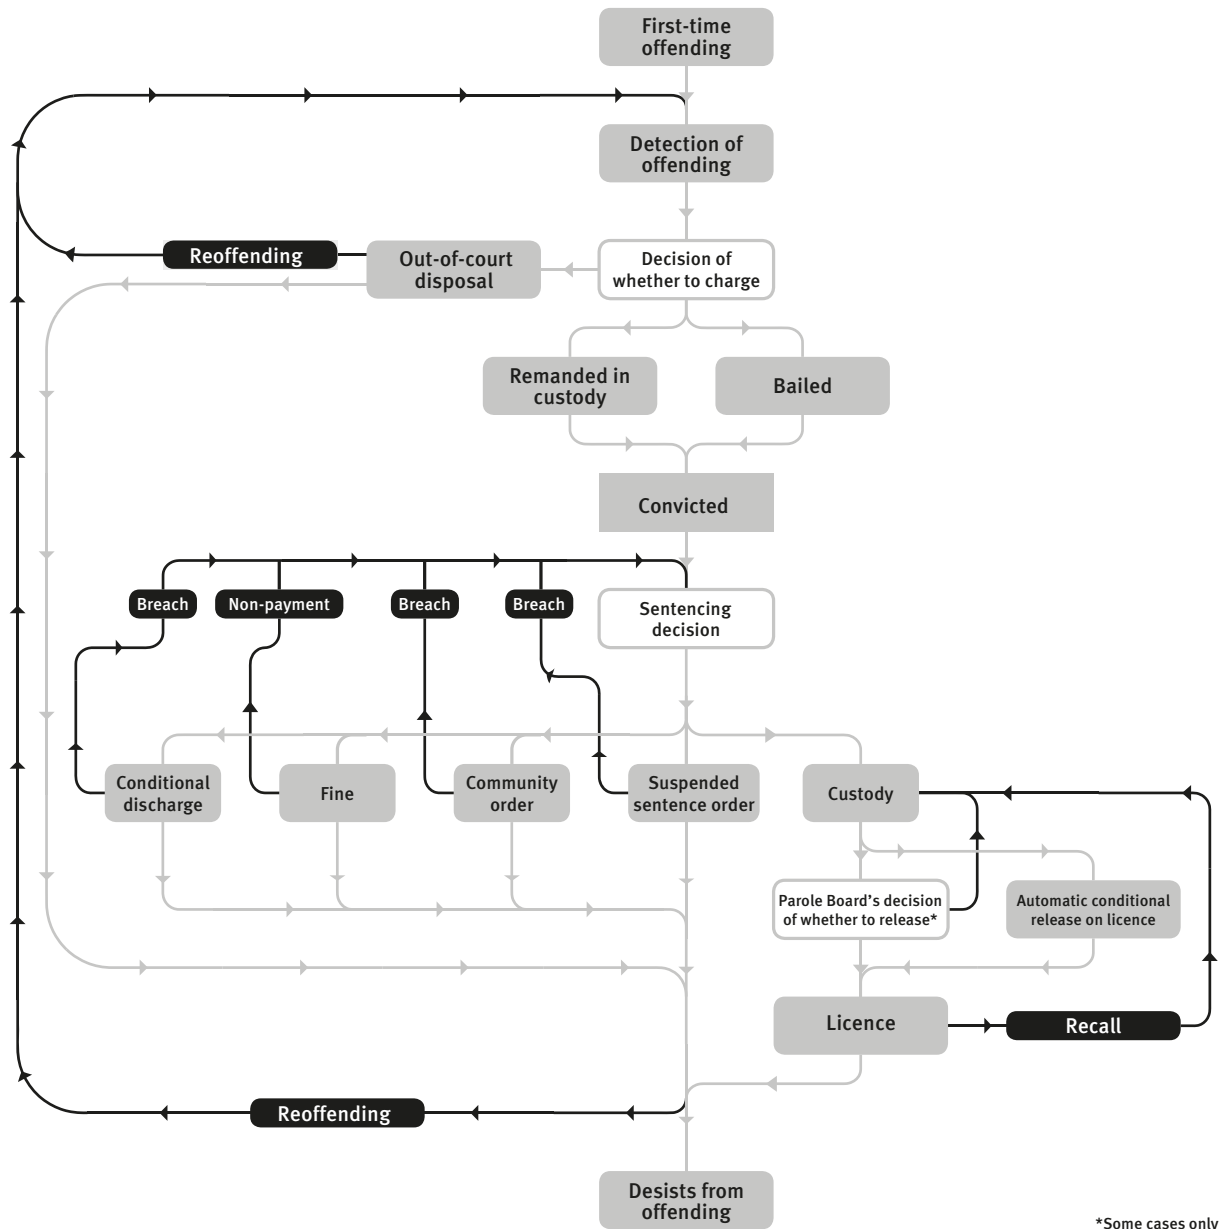 First-time
offending
Detection of
offending
Reoffending
Out-of-court
disposal
Decision of
whether to charge
Remanded in
custody
Bailed
Convicted
Breach
Non-payment
Breach
Breach
Sentencing
decision
Conditional
discharge
Fine
Community
order
Suspended
sentence order
Custody
Parole Board’s decision
of whether to release*
Automatic conditional
release on licence
Licence
Recall
Reoffending
Desists from
offending
*Some cases only